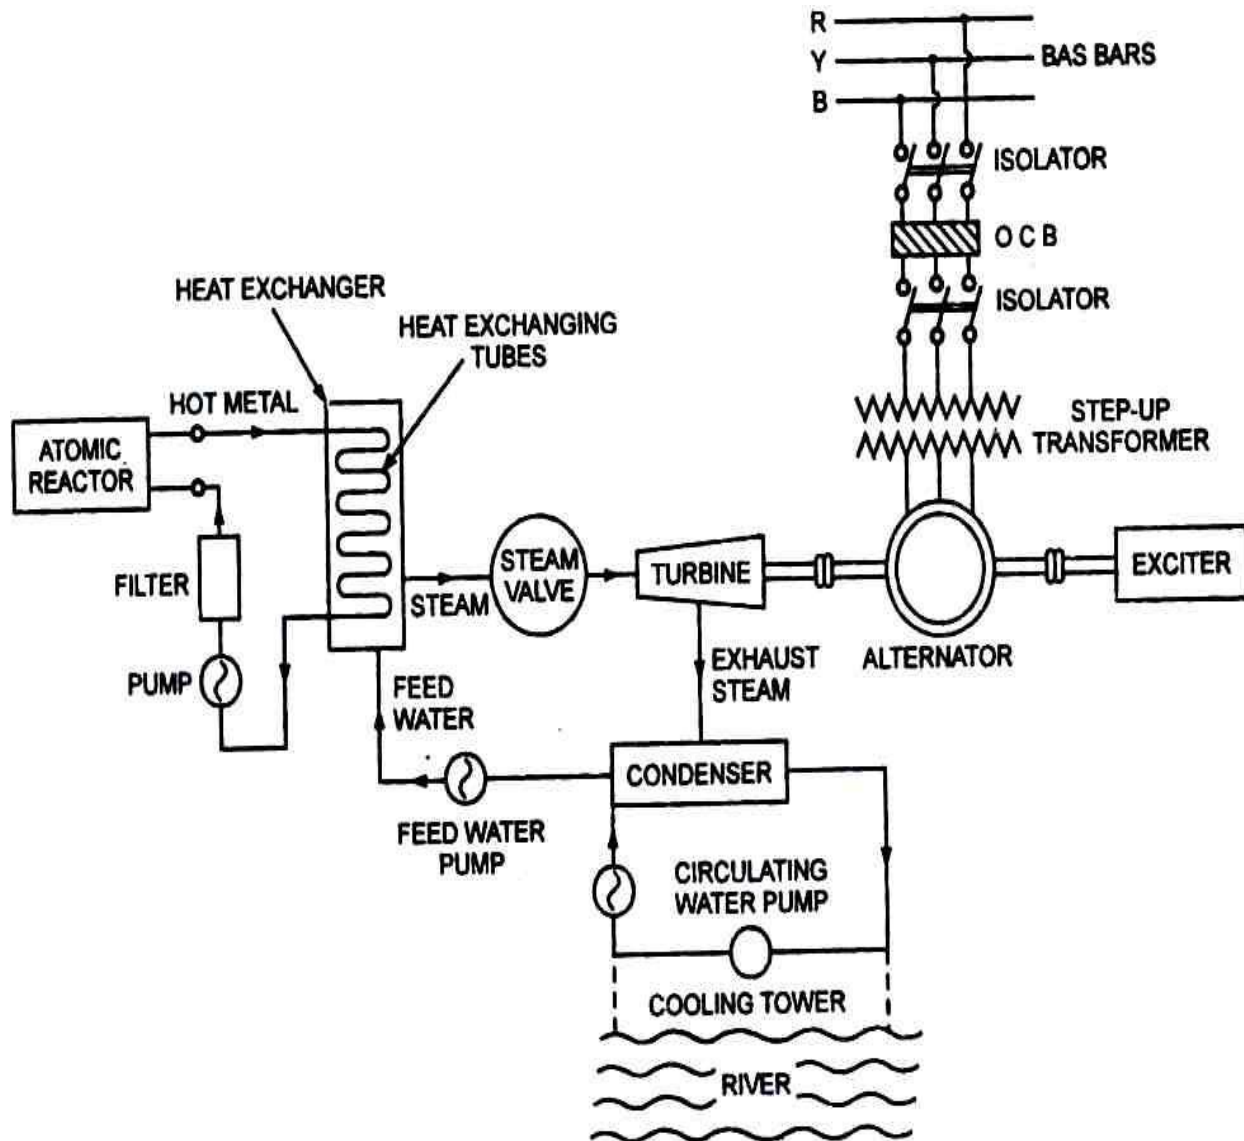 R
Y
BAS BARS
B
ISOLATOR
O C B
ISOLATOR
HEAT EXCHANGER
HEAT EXCHANGING
TUBES
HOT METAL
STEP-UP
TRANSFORMER
ATOMIC
REACTOR
FILTER
STEAM
VALVE
STEAM
TURBINE
EXCITER
ALTERNATOR
EXHAUST
STEAM
PUMP
FEED
WATER
CONDENSER
FEED WATER
PUMP
CIRCULATING
WATER PUMP
COOLING TOWER
RIVER